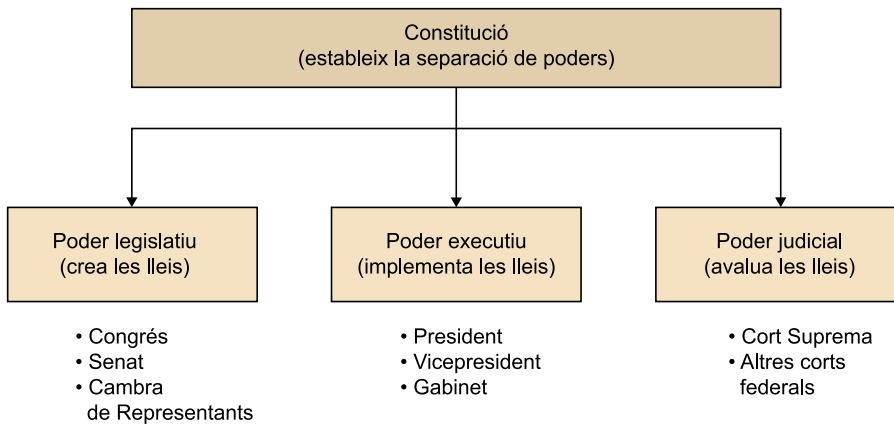 Constitució
(estableix la separació de poders)
Poder legislatiu
(crea les lleis)
Poder executiu
(implementa les lleis)
Poder judicial
(avalua les lleis)
• Congrés
• Senat
• Cambra
de Representants
• President
• Vicepresident
• Gabinet
• Cort Suprema
• Altres corts
federals